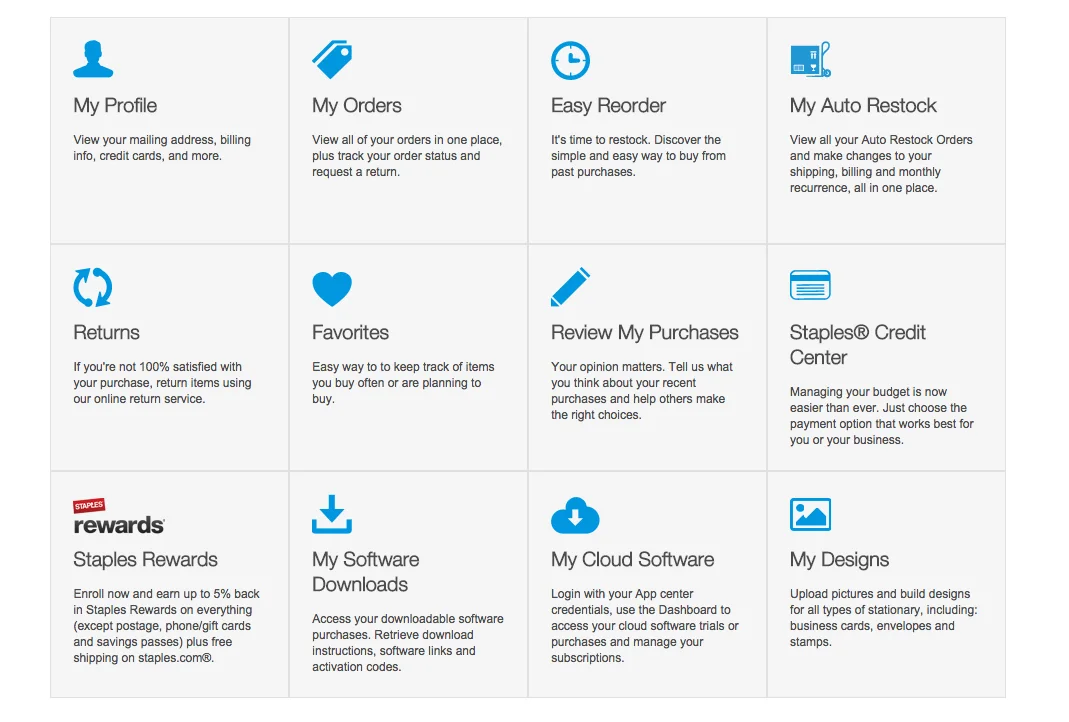 My Profile
View your mailing address, billing
info, credit cards, and more.
My Orders
View all of your orders in one place,
plus track your order status and
request a return.
Easy Reorder
It's time to restock. Discover the
simple and easy way to buy from
past purchases.
My Auto Restock
View all your Auto Restock Orders
and make changes to your
shipping, billing and monthly
recurrence, all in one place.
Returns
If you're not 100% satisfied with
your purchase, return items using
our online return service.
Favorites
Easy way to to keep track of items
you buy often or are planning to
buy.
Review My Purchases
Your opinion matters. Tell us what
you think about your recent
purchases and help others make
the right choices.
Staples® Credit
Center
Managing your budget is now
easier than ever. Just choose the
payment option that works best for
you or your business.
STAPLES
rewards
Staples Rewards
Enroll now and earn up to 5% back
in Staples Rewards on everything
(except postage, phone/gift cards
and savings passes) plus free
shipping on staples.com®.
My Software
Downloads
Access your downloadable software
purchases. Retrieve download
instructions, software links and
activation codes.
My Cloud Software
Login with your App center
credentials, use the Dashboard to
access your cloud software trials or
purchases and manage your
subscriptions.
My Designs
Upload pictures and build designs
for all types of stationary, including:
business cards, envelopes and
stamps.